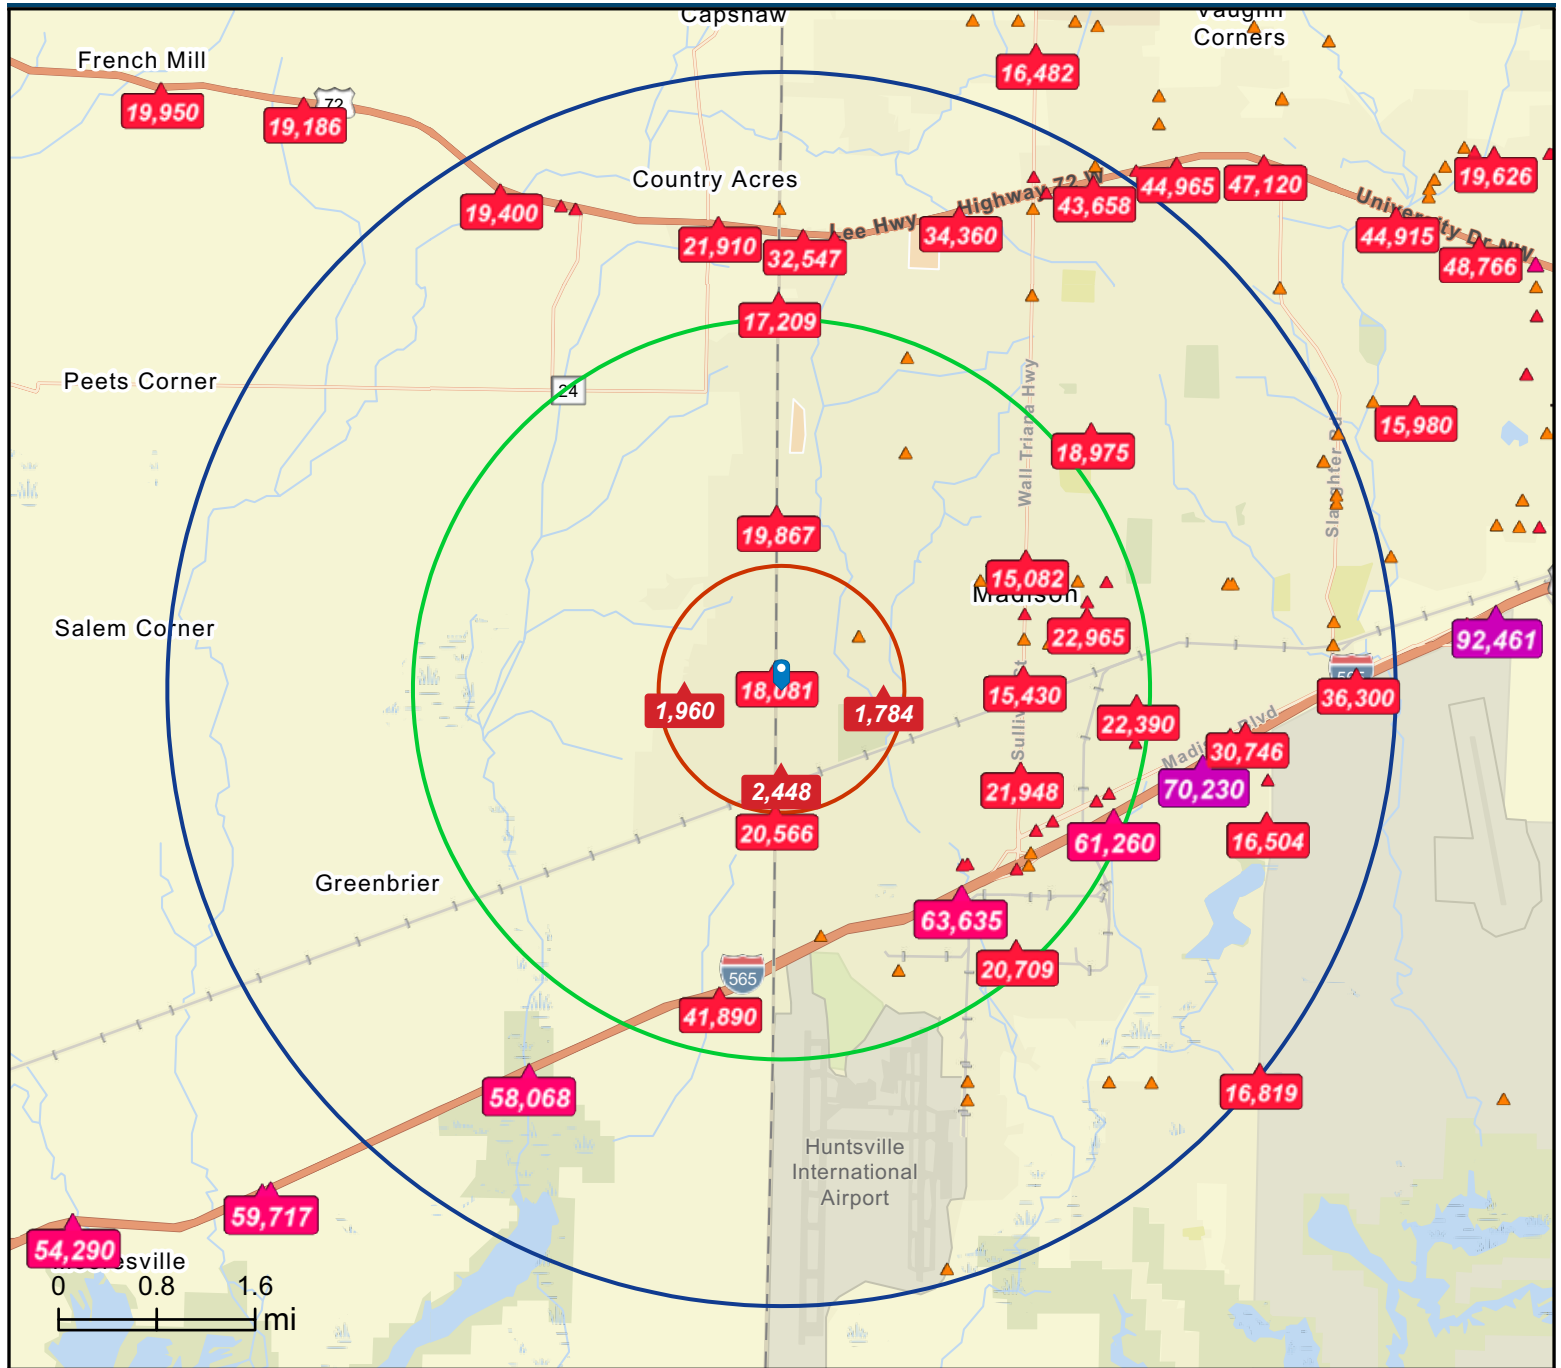 Capshaw
Vaughn
Corners
French Mill
16,482
72
19,950
19,186
19,626
Country Acres
Highway 72 W
44,965
47,120
43,658
19,400
University Dr NW
Lee Hwy
34,360
21,910
32,547
44,915
48,766
17,209
Peets Corner
24
Wall Triana Hwy
18,975
15,980
19,867
15,082
Madison
Salem Corner
22,965
92,461
18,081
15,430
36,300
1,960
1,784
22,390
Madison Blvd
30,746
2,448
21,948
70,230
20,566
61,260
16,504
Greenbrier
63,635
565
20,709
41,890
58,068
16,819
Huntsville
International
Airport
59,717
54,290
0 0.8 1.6
mi